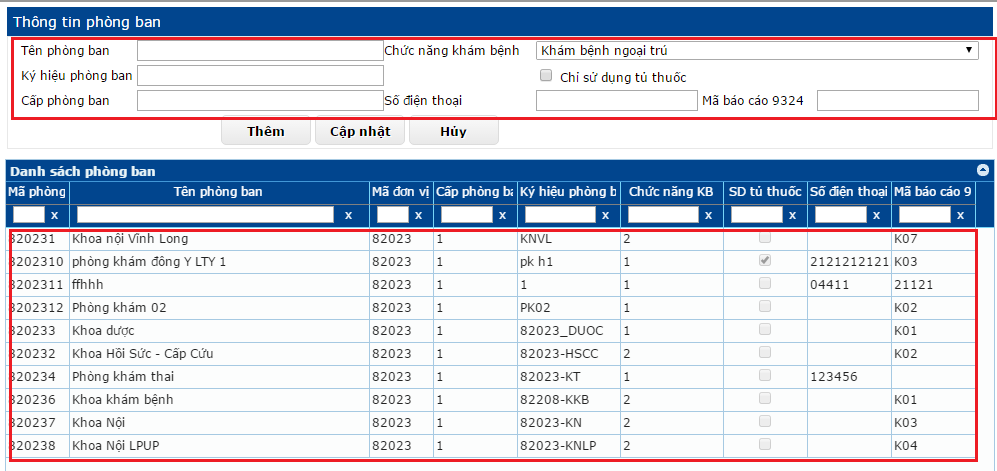 Thông tin phòng ban
Tên phòng ban Chức năng khám bệnh Khám bệnh ngoại trú
Ký hiệu phòng ban Chỉ sử dụng tủ thuốc
Cấp phòng ban Số điện thoại Mã báo cáo 9324
Thêm Cập nhật Hủy
Danh sách phòng ban
Mã phòng Tên phòng ban Mã đơn vị Cấp phòng ba Ký hiệu phòng b Chức năng KB SD tủ thuốc Số điện thoại Mã báo cáo 9
x x x x x x x x x
820231 Khoa nội Vĩnh Long 82023 1 KNVL 2 K07
8202310 phòng khám đông Y LTY 1 82023 1 pk h1 1 2121212121 K03
8202311 ffhhh 82023 1 1 1 04411 21121
8202312 Phòng khám 02 82023 1 PK02 1 K02
820233 Khoa dược 82023 1 82023_DUOC 1 K01
820232 Khoa Hồi Sức - Cấp Cứu 82023 1 82023-HSCC 2 K02
820234 Phòng khám thai 82023 1 82023-KT 1 123456
820236 Khoa khám bệnh 82023 1 82208-KKB 2 K01
820237 Khoa Nội 82023 1 82023-KN 2 K03
820238 Khoa Nội LPUP 82023 1 82023-KNLP 2 K04